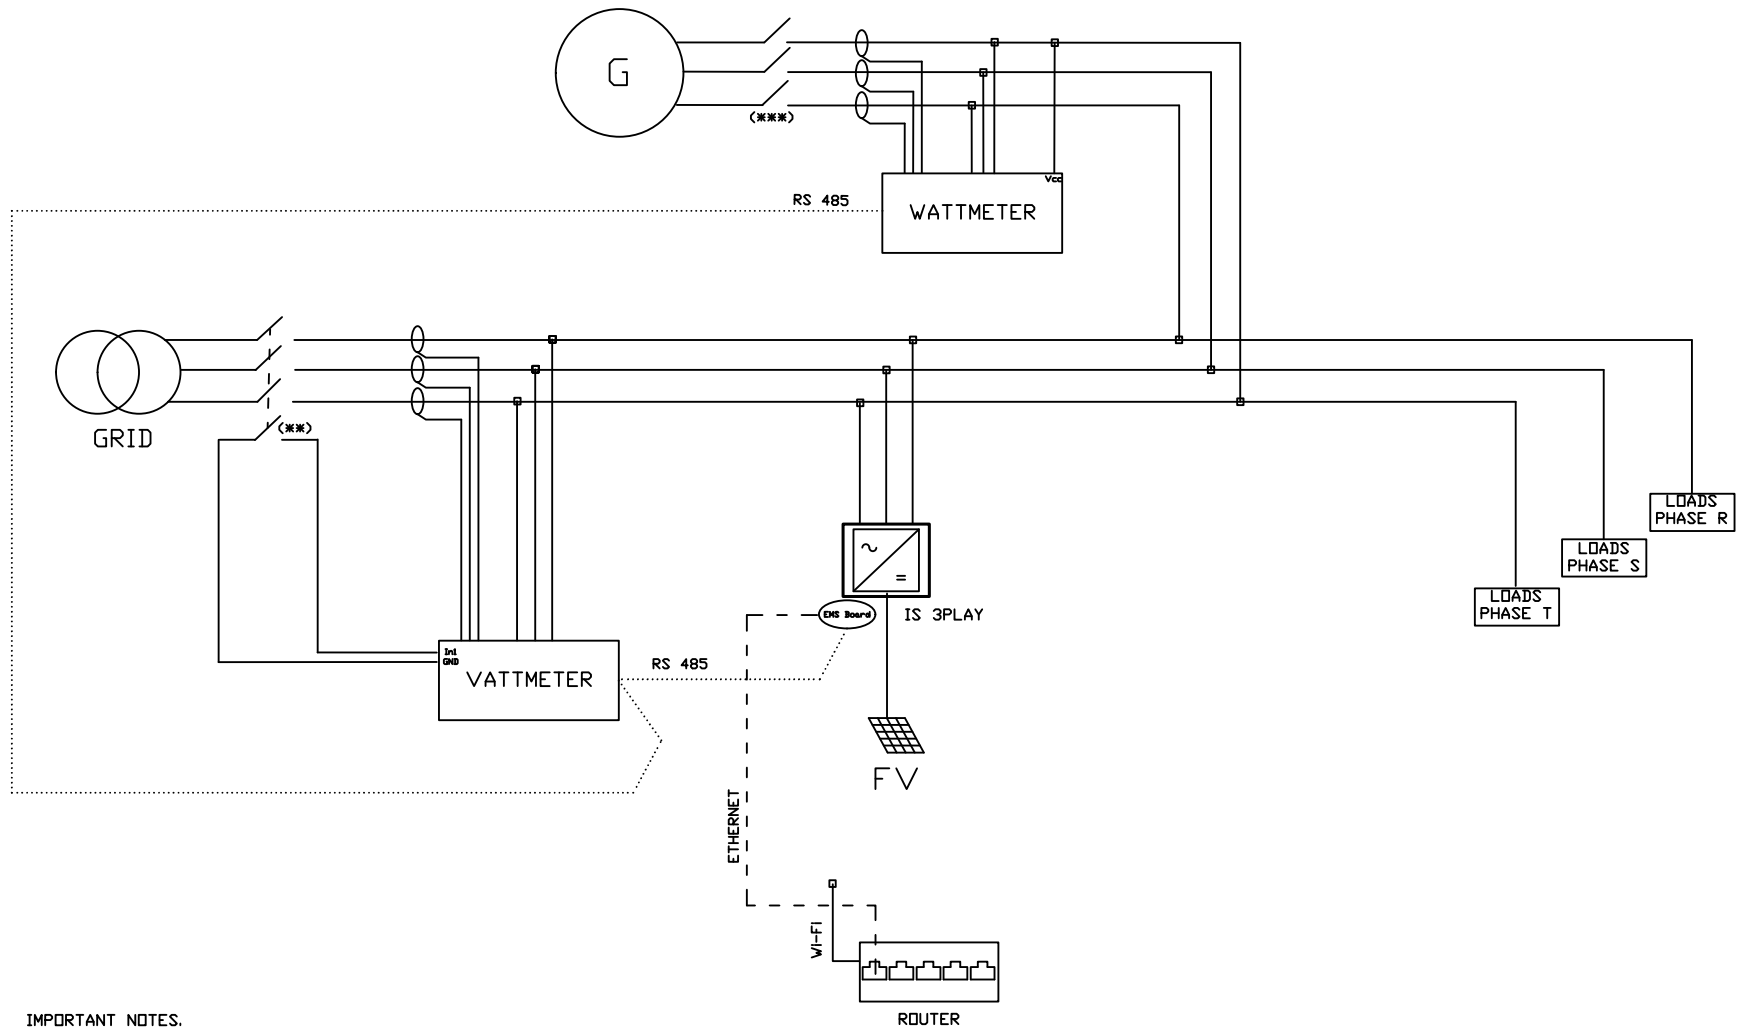 G
(***)
Vcc
RS 485
WATTMETER
GRID
(**)
LOADS
PHASE R
LOADS
PHASE S
LOADS
PHASE T
EMS Board
IS 3PLAY
In1
GND
RS 485
VATTMETER
FV
ETHERNET
WI-Fi
ROUTER
IMPORTANT NOTES.